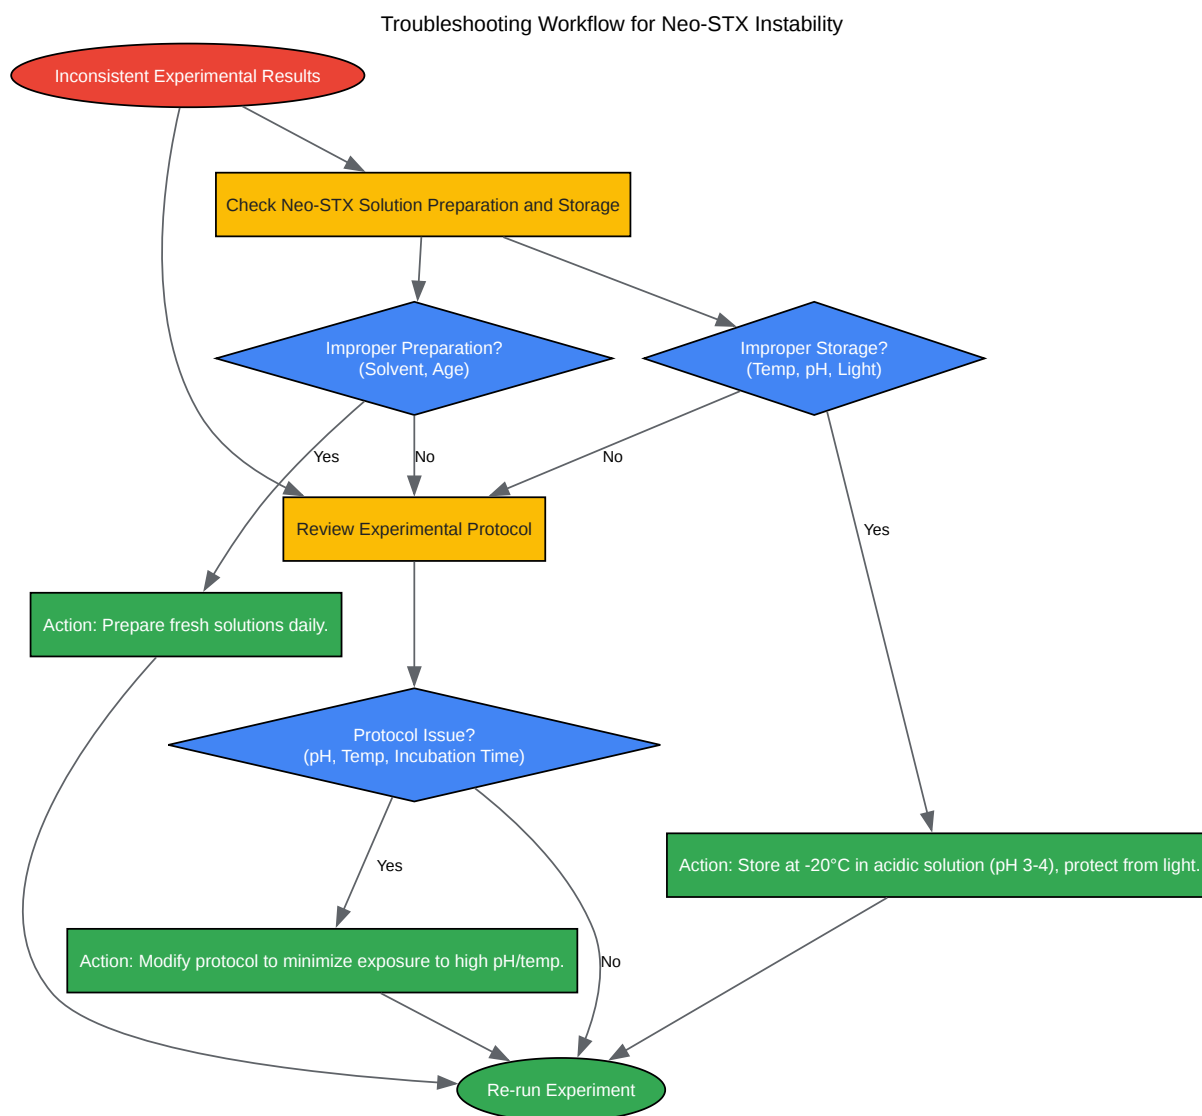 Troubleshooting Workflow for Neo-STX Instability
Inconsistent Experimental Results
Check Neo-STX Solution Preparation and Storage
Improper Preparation?
(Solvent, Age)
Improper Storage?
(Temp, pH, Light)
Yes
No
No
Review Experimental Protocol
Yes
Action: Prepare fresh solutions daily.
Protocol Issue?
(pH, Temp, Incubation Time)
Yes
Action: Store at -20°C in acidic solution (pH 3-4), protect from light.
Action: Modify protocol to minimize exposure to high pH/temp.
No
Re-run Experiment